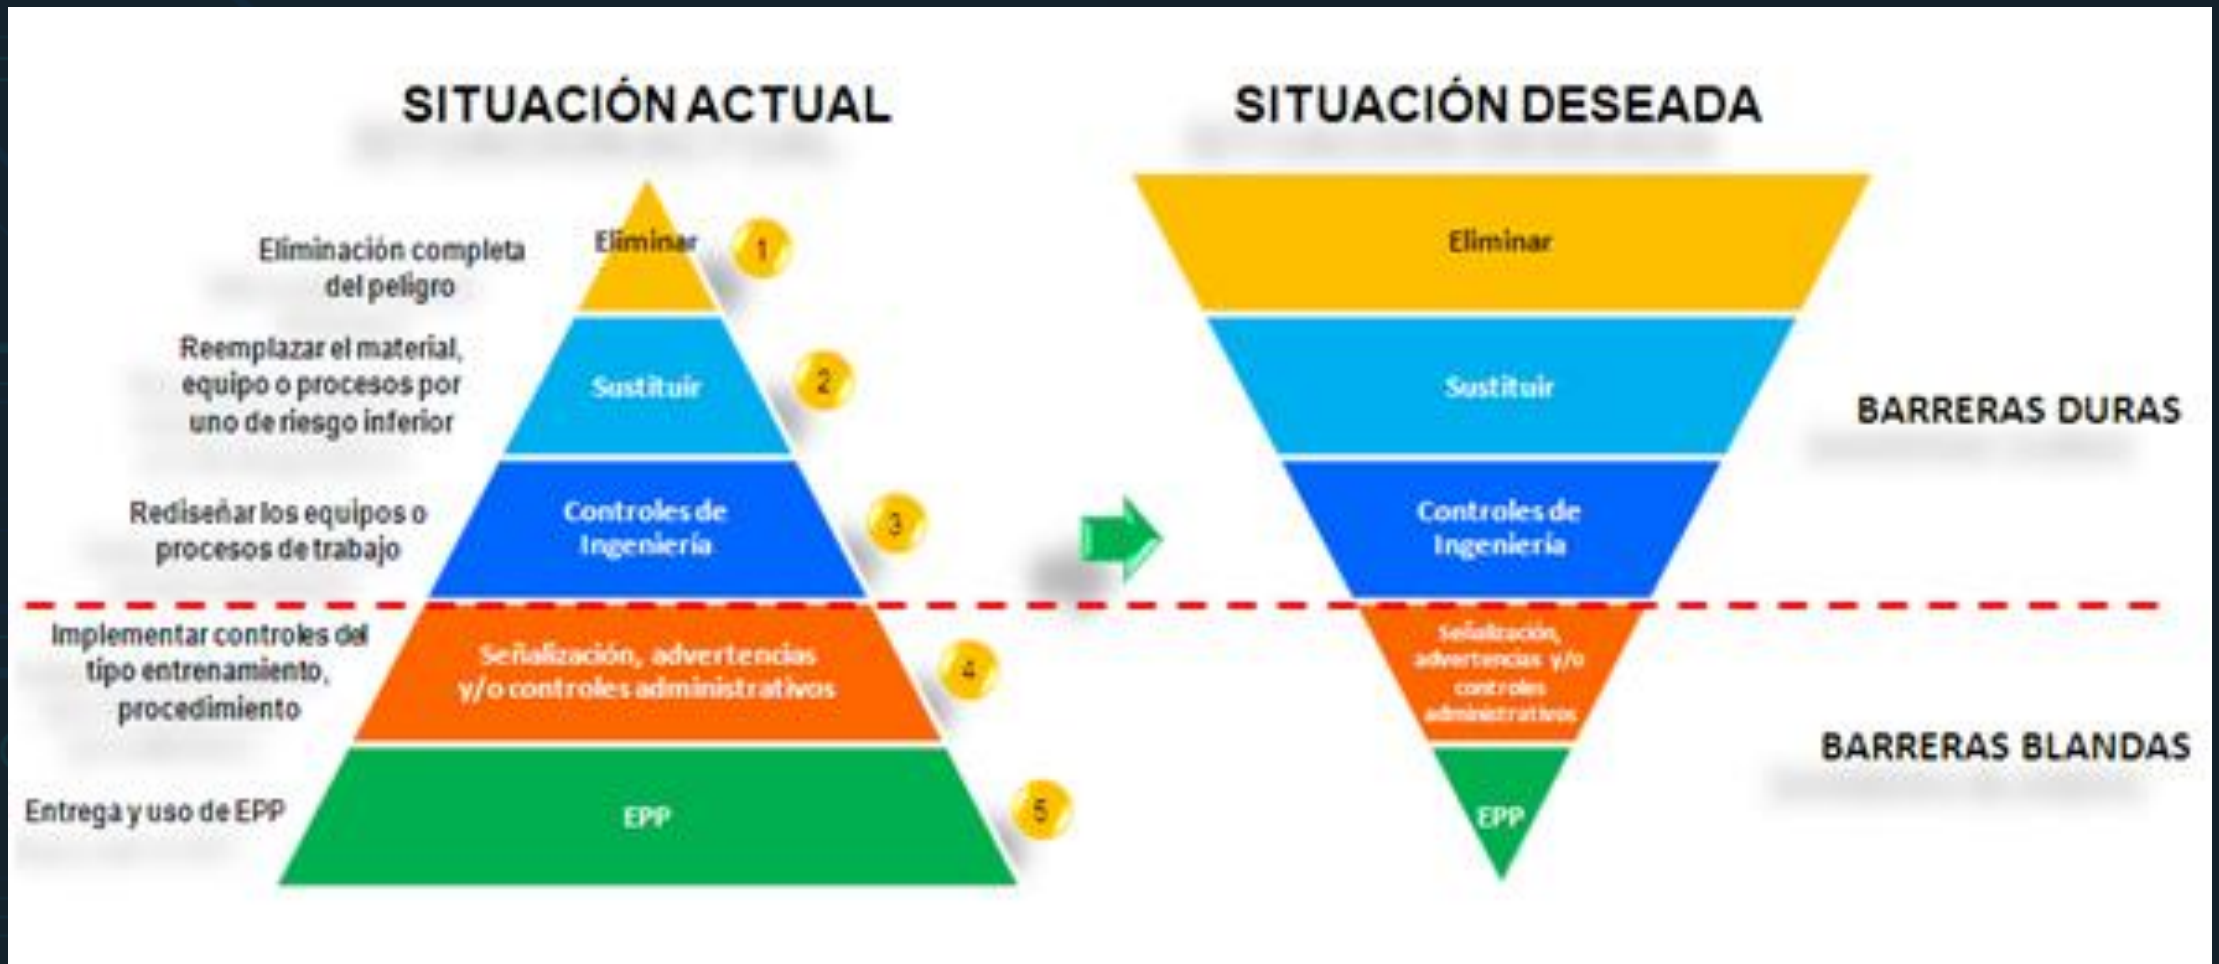 SITUACIÓN ACTUAL
Eliminación completa
del peligro
Eliminar
1
Reemplazar el material,
equipo o procesos por
uno de riesgo inferior
Sustituir
2
Rediseñar los equipos o
procesos de trabajo
Controles de
Ingeniería
3
Implementar controles del
tipo entrenamiento,
procedimiento
Señalización, advertencias
y/o controles administrativos
4
Entrega y uso de EPP
EPP
5
SITUACIÓN DESEADA
Eliminar
Sustituir
Controles de
Ingeniería
Señalización,
advertencias y/o
controles
administrativos
EPP
BARRERAS DURAS
BARRERAS BLANDAS